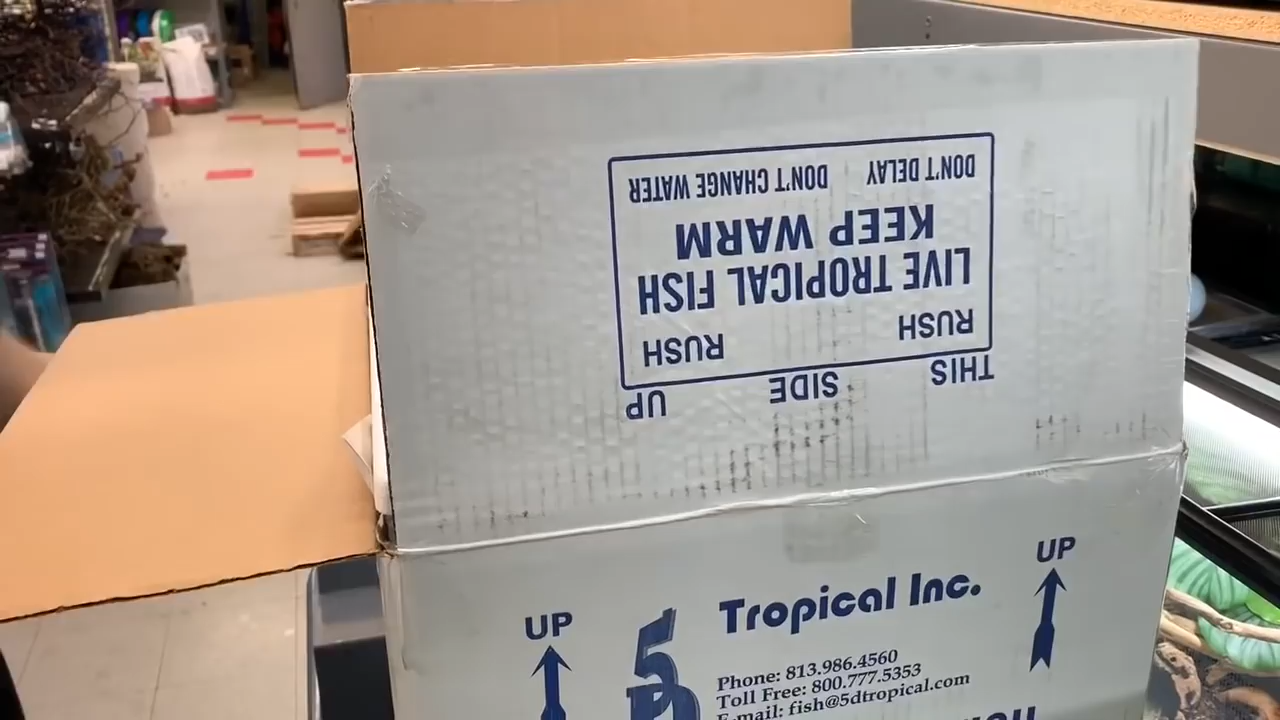 DON'T DELAY DON'T CHANGE WATER
KEEP WARM
LIVE TROPICAL FISH
RUSH RUSH
THIS SIDE UP
UP
UP
5D
Tropical Inc.
Phone: 813.986.4560
Toll Free: 800.777.5353
E-mail: fish@5dtropical.com